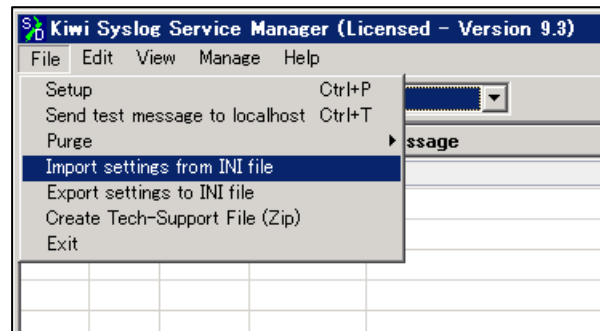 Kiwi Syslog Service Manager (Licensed - Version 9.3)
File Edit View Manage Help
Setup Ctrl+P
Send test message to localhost Ctrl+T
Purge
ssage
Import settings from INI file
Export settings to INI file
Create Tech-Support File (Zip)
Exit